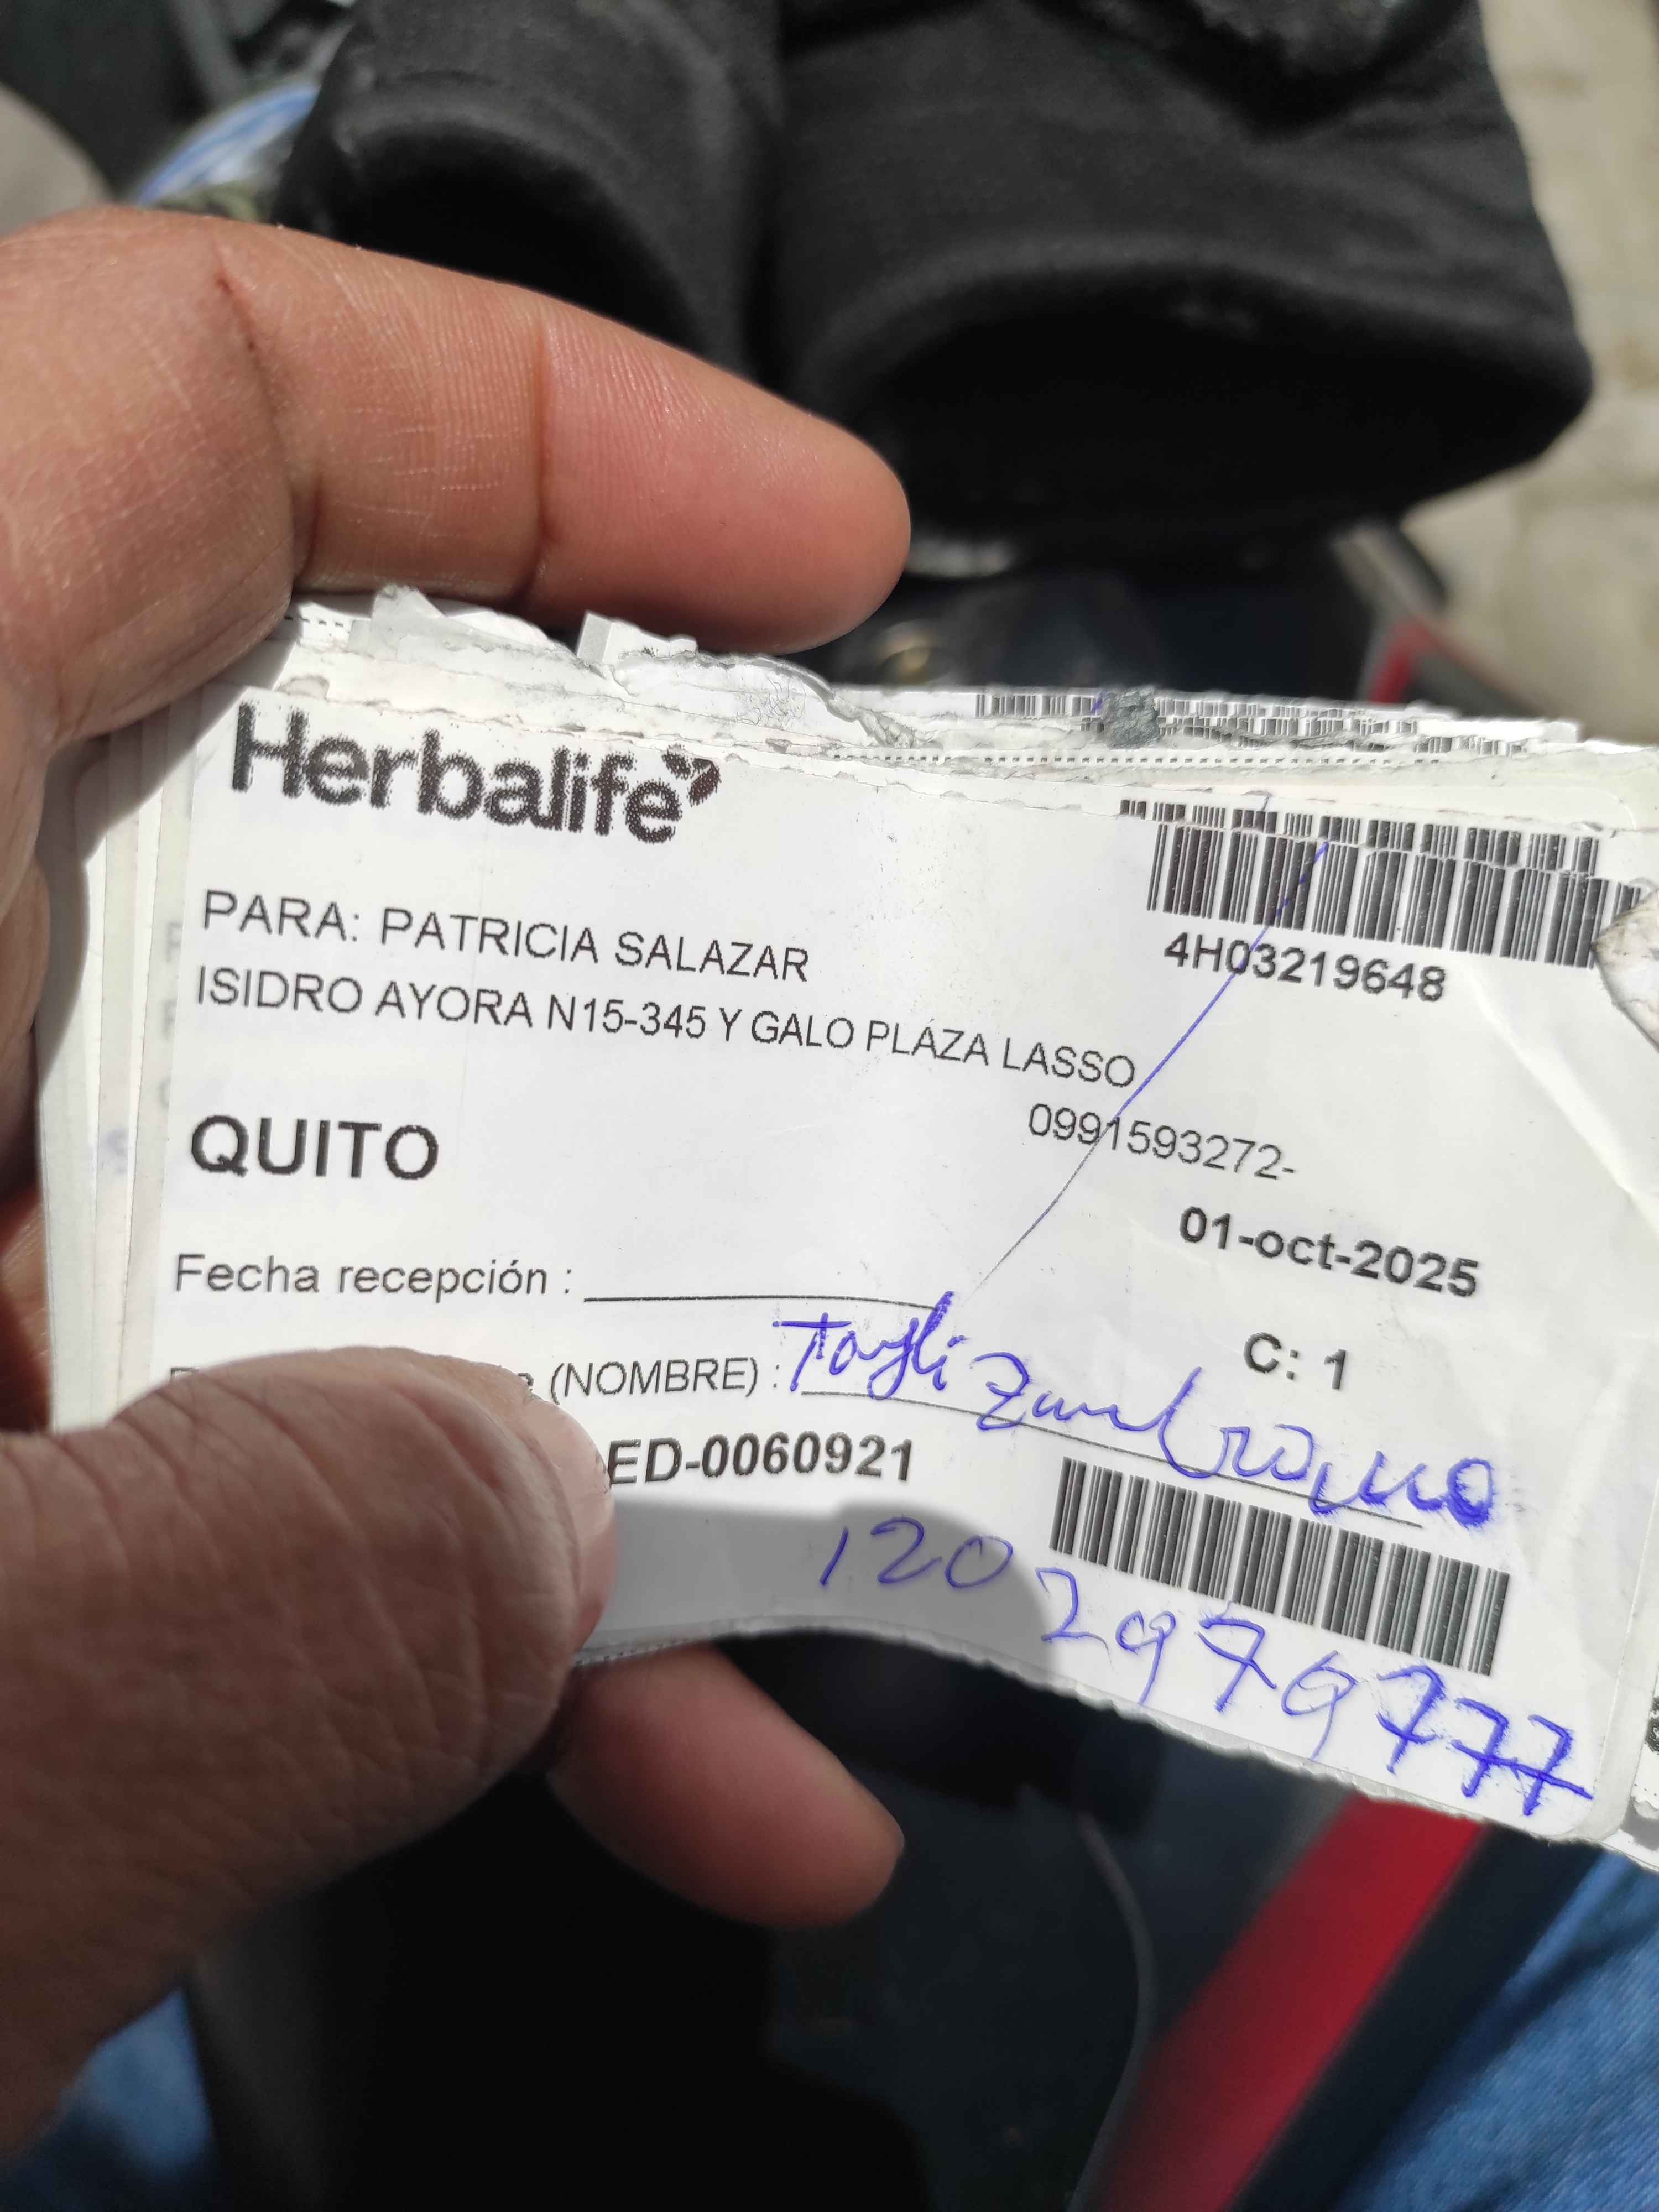 Herbalife
4H03219648
PARA: PATRICIA SALAZAR
ISIDRO AYORA N15-345 Y GALO PLAZA LASSO
0991593272-
QUITO
01-oct-2025
Fecha recepción :
C: 1
(NOMBRE) : Zambrano
ED-0060921